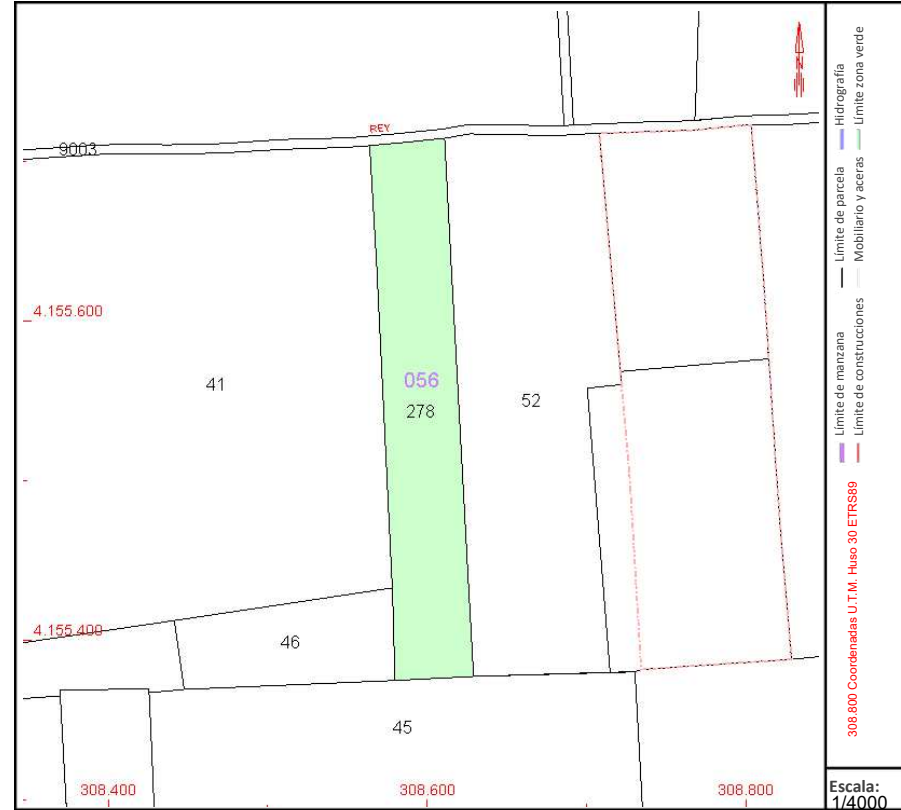 REY
9003
4.155.600
41
056
278
52
4.155.400
46
45
308.400
308.600
308.800
308.800 Coordenadas U.T.M. Huso 30 ETRS89
Límite de manzana
Límite de parcela
Hidrografía
Límite de construcciones
Mobiliario y aceras
Límite zona verde
Escala:
1/4000